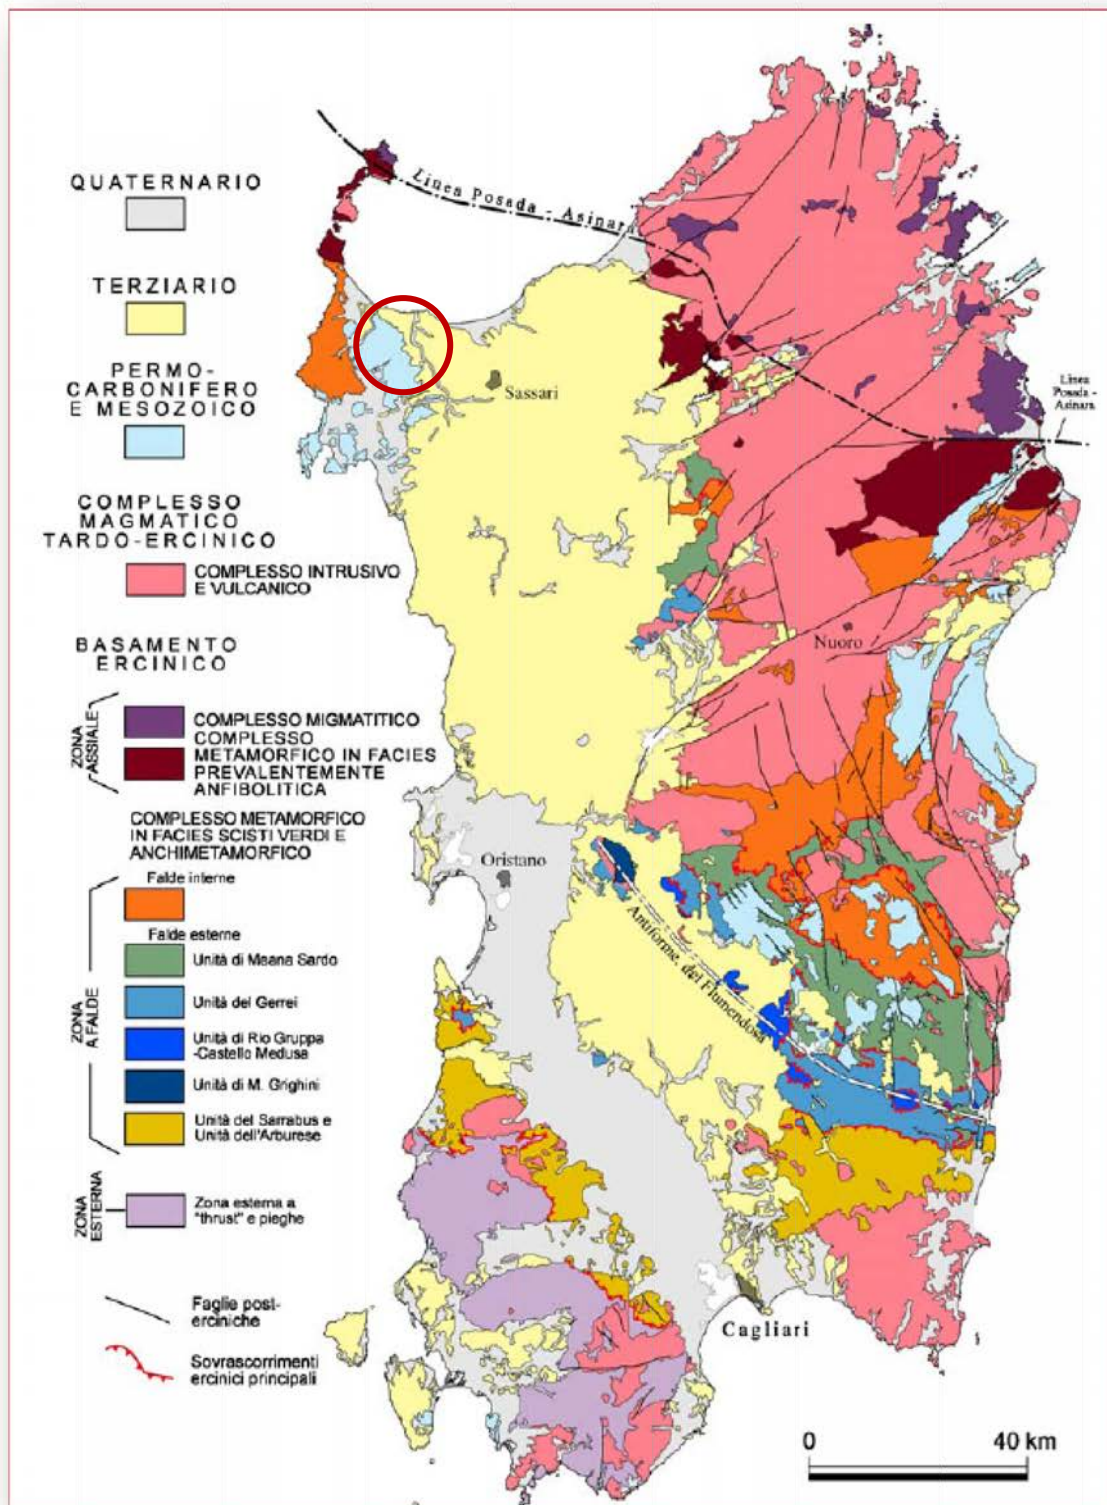 QUATERNARIO
TERZIARIO
PERMO-
CARBONIFERO
E MESOZOICO
COMPLESSO
MAGMATICO
TARDO-ERCINICO
COMPLESSO INTRUSIVO
E VULCANICO
BASAMENTO
ERCINICO
ZONA
ASSIALE
COMPLESSO MIGMATITICO
COMPLESSO
METAMORFICO IN FACIES
PREVALENTEMENTE
ANFIBOLITICA
COMPLESSO METAMORFICO
IN FACIES SCISTI VERDI E
ANCHIMETAMORFICO
ZONA
A FALDE
Falde interne
Falde esterne
Unità di Meana Sardo
Unità del Gerrei
Unità di Rio Gruppa
-Castello Medusa
Unità di M. Grighini
Unità del Sarrabus e
Unità dell'Arburese
ZONA
ESTERNA
Zona esterna a
"thrust" e pieghe
Faglie post-
erciniche
Sovrascorrimenti
ercinici principali
Linea Posada - Asinara
Sassari
Linea
Posada -
Asinara
Nuoro
Oristano
Antiforme del Flumendosa
Cagliari
0 40 km